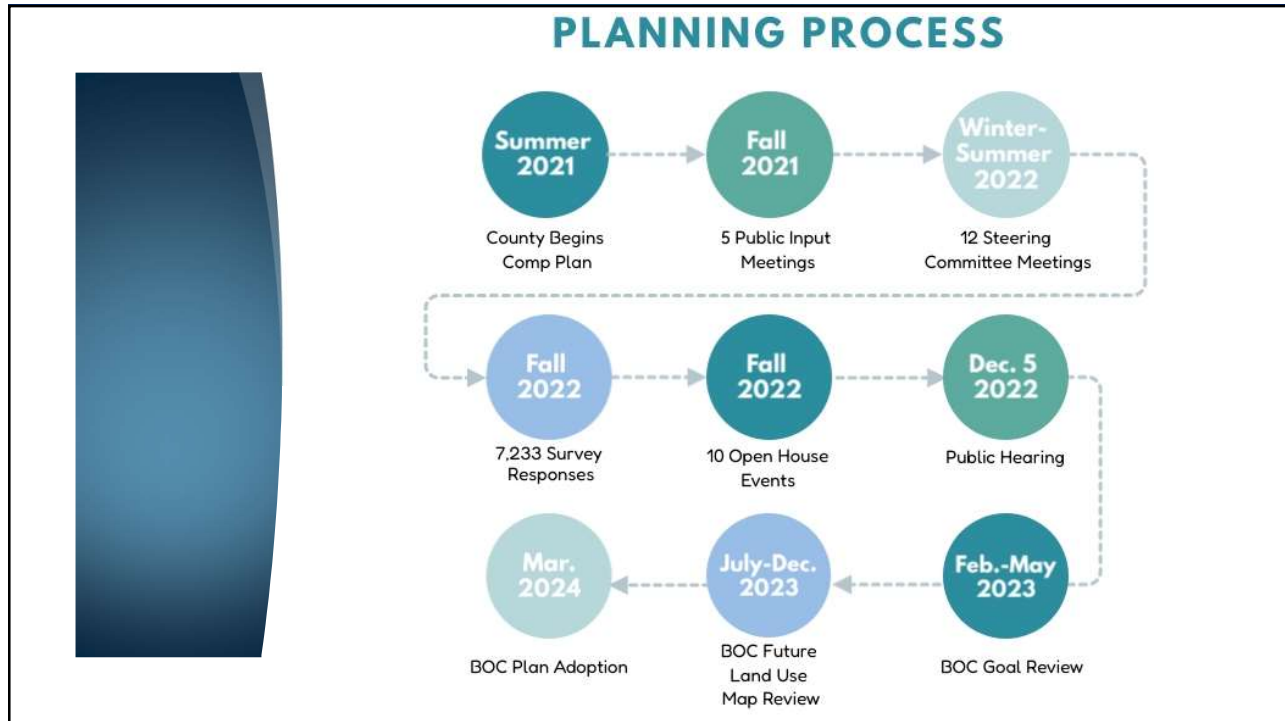 PLANNING PROCESS
Summer
2021
County Begins
Comp Plan
Fall
2021
5 Public Input
Meetings
Winter-
Summer
2022
12 Steering
Committee Meetings
Fall
2022
7,233 Survey
Responses
Fall
2022
10 Open House
Events
Dec. 5
2022
Public Hearing
Feb.-May
2023
BOC Goal Review
July-Dec.
2023
BOC Future
Land Use
Map Review
Mar.
2024
BOC Plan Adoption